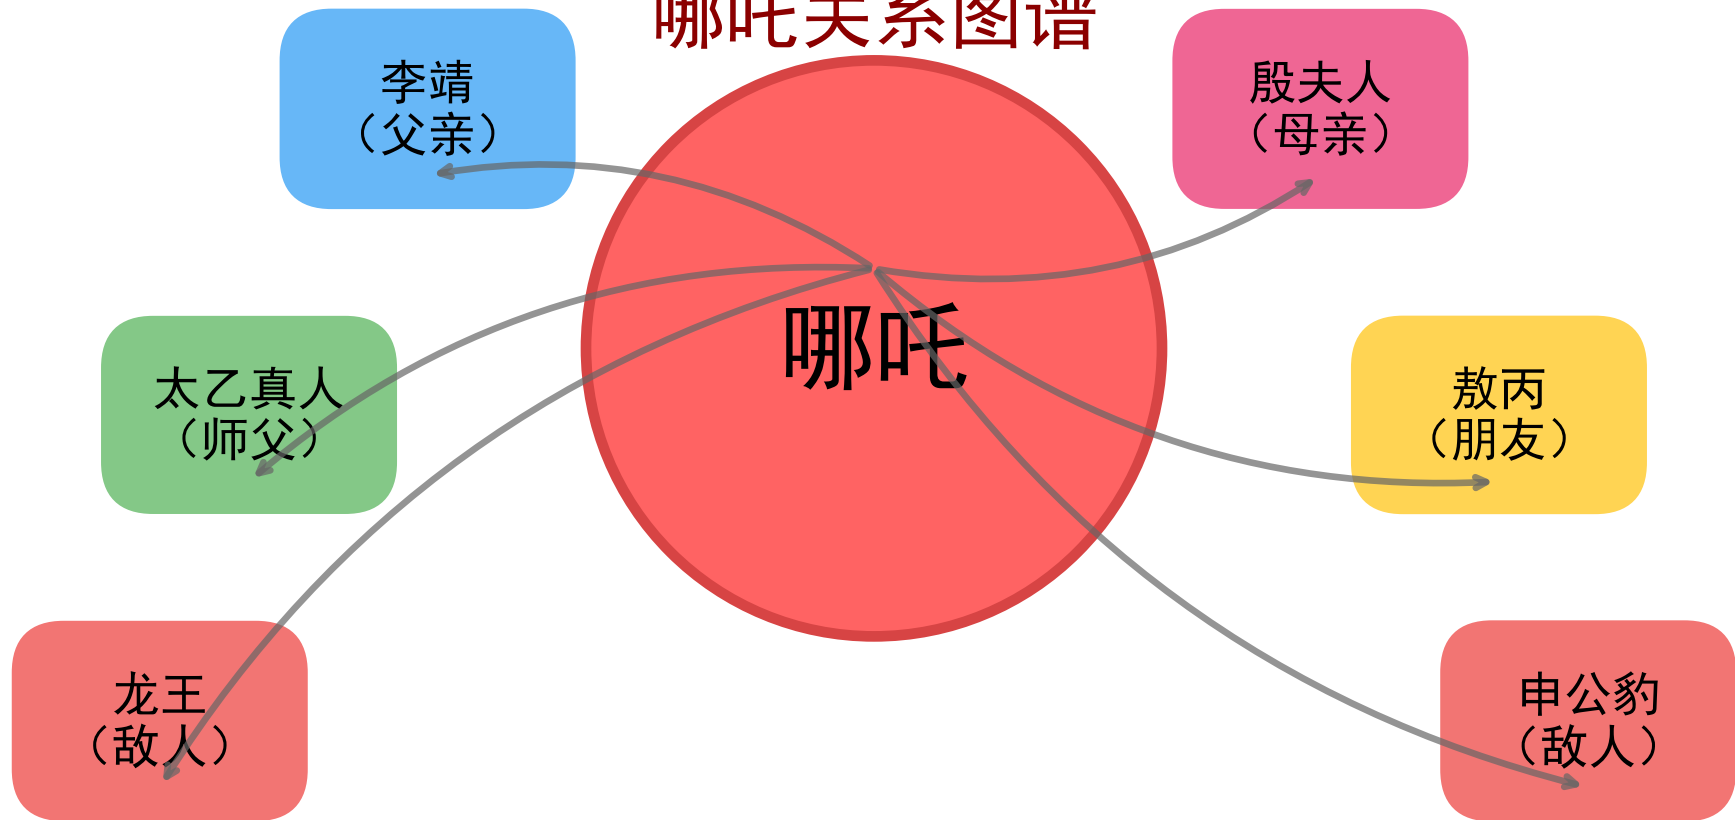 哪吒关系图谱
李靖
（父亲）
殷夫人
（母亲）
哪吒
太乙真人
（师父）
敖丙
（朋友）
龙王
（敌人）
申公豹
（敌人）